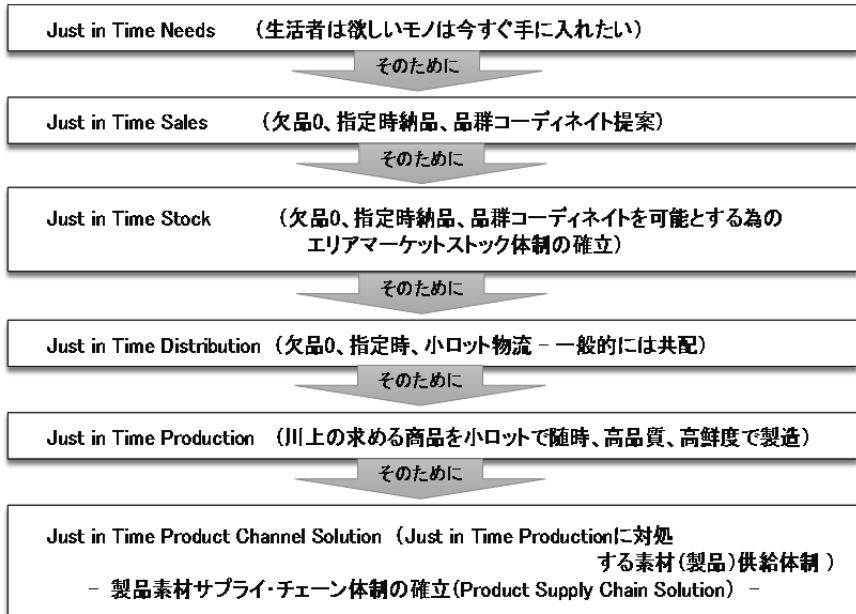 Just in Time Needs (生活者は欲しいモノは今すぐ手に入れたい)
そのために
Just in Time Sales (欠品0、指定時納品、品群コーディネイト提案)
そのために
Just in Time Stock (欠品0、指定時納品、品群コーディネイトを可能とする為の
エリアマーケットストック体制の確立)
そのために
Just in Time Distribution (欠品0、指定時、小ロット物流 - 一般的には共配)
そのために
Just in Time Production (川上の求める商品を小ロットで随時、高品質、高鮮度で製造)
そのために
Just in Time Product Channel Solution (Just in Time Productionに対処
する素材(製品)供給体制 )
- 製品素材サプライ・チェーン体制の確立(Product Supply Chain Solution) -